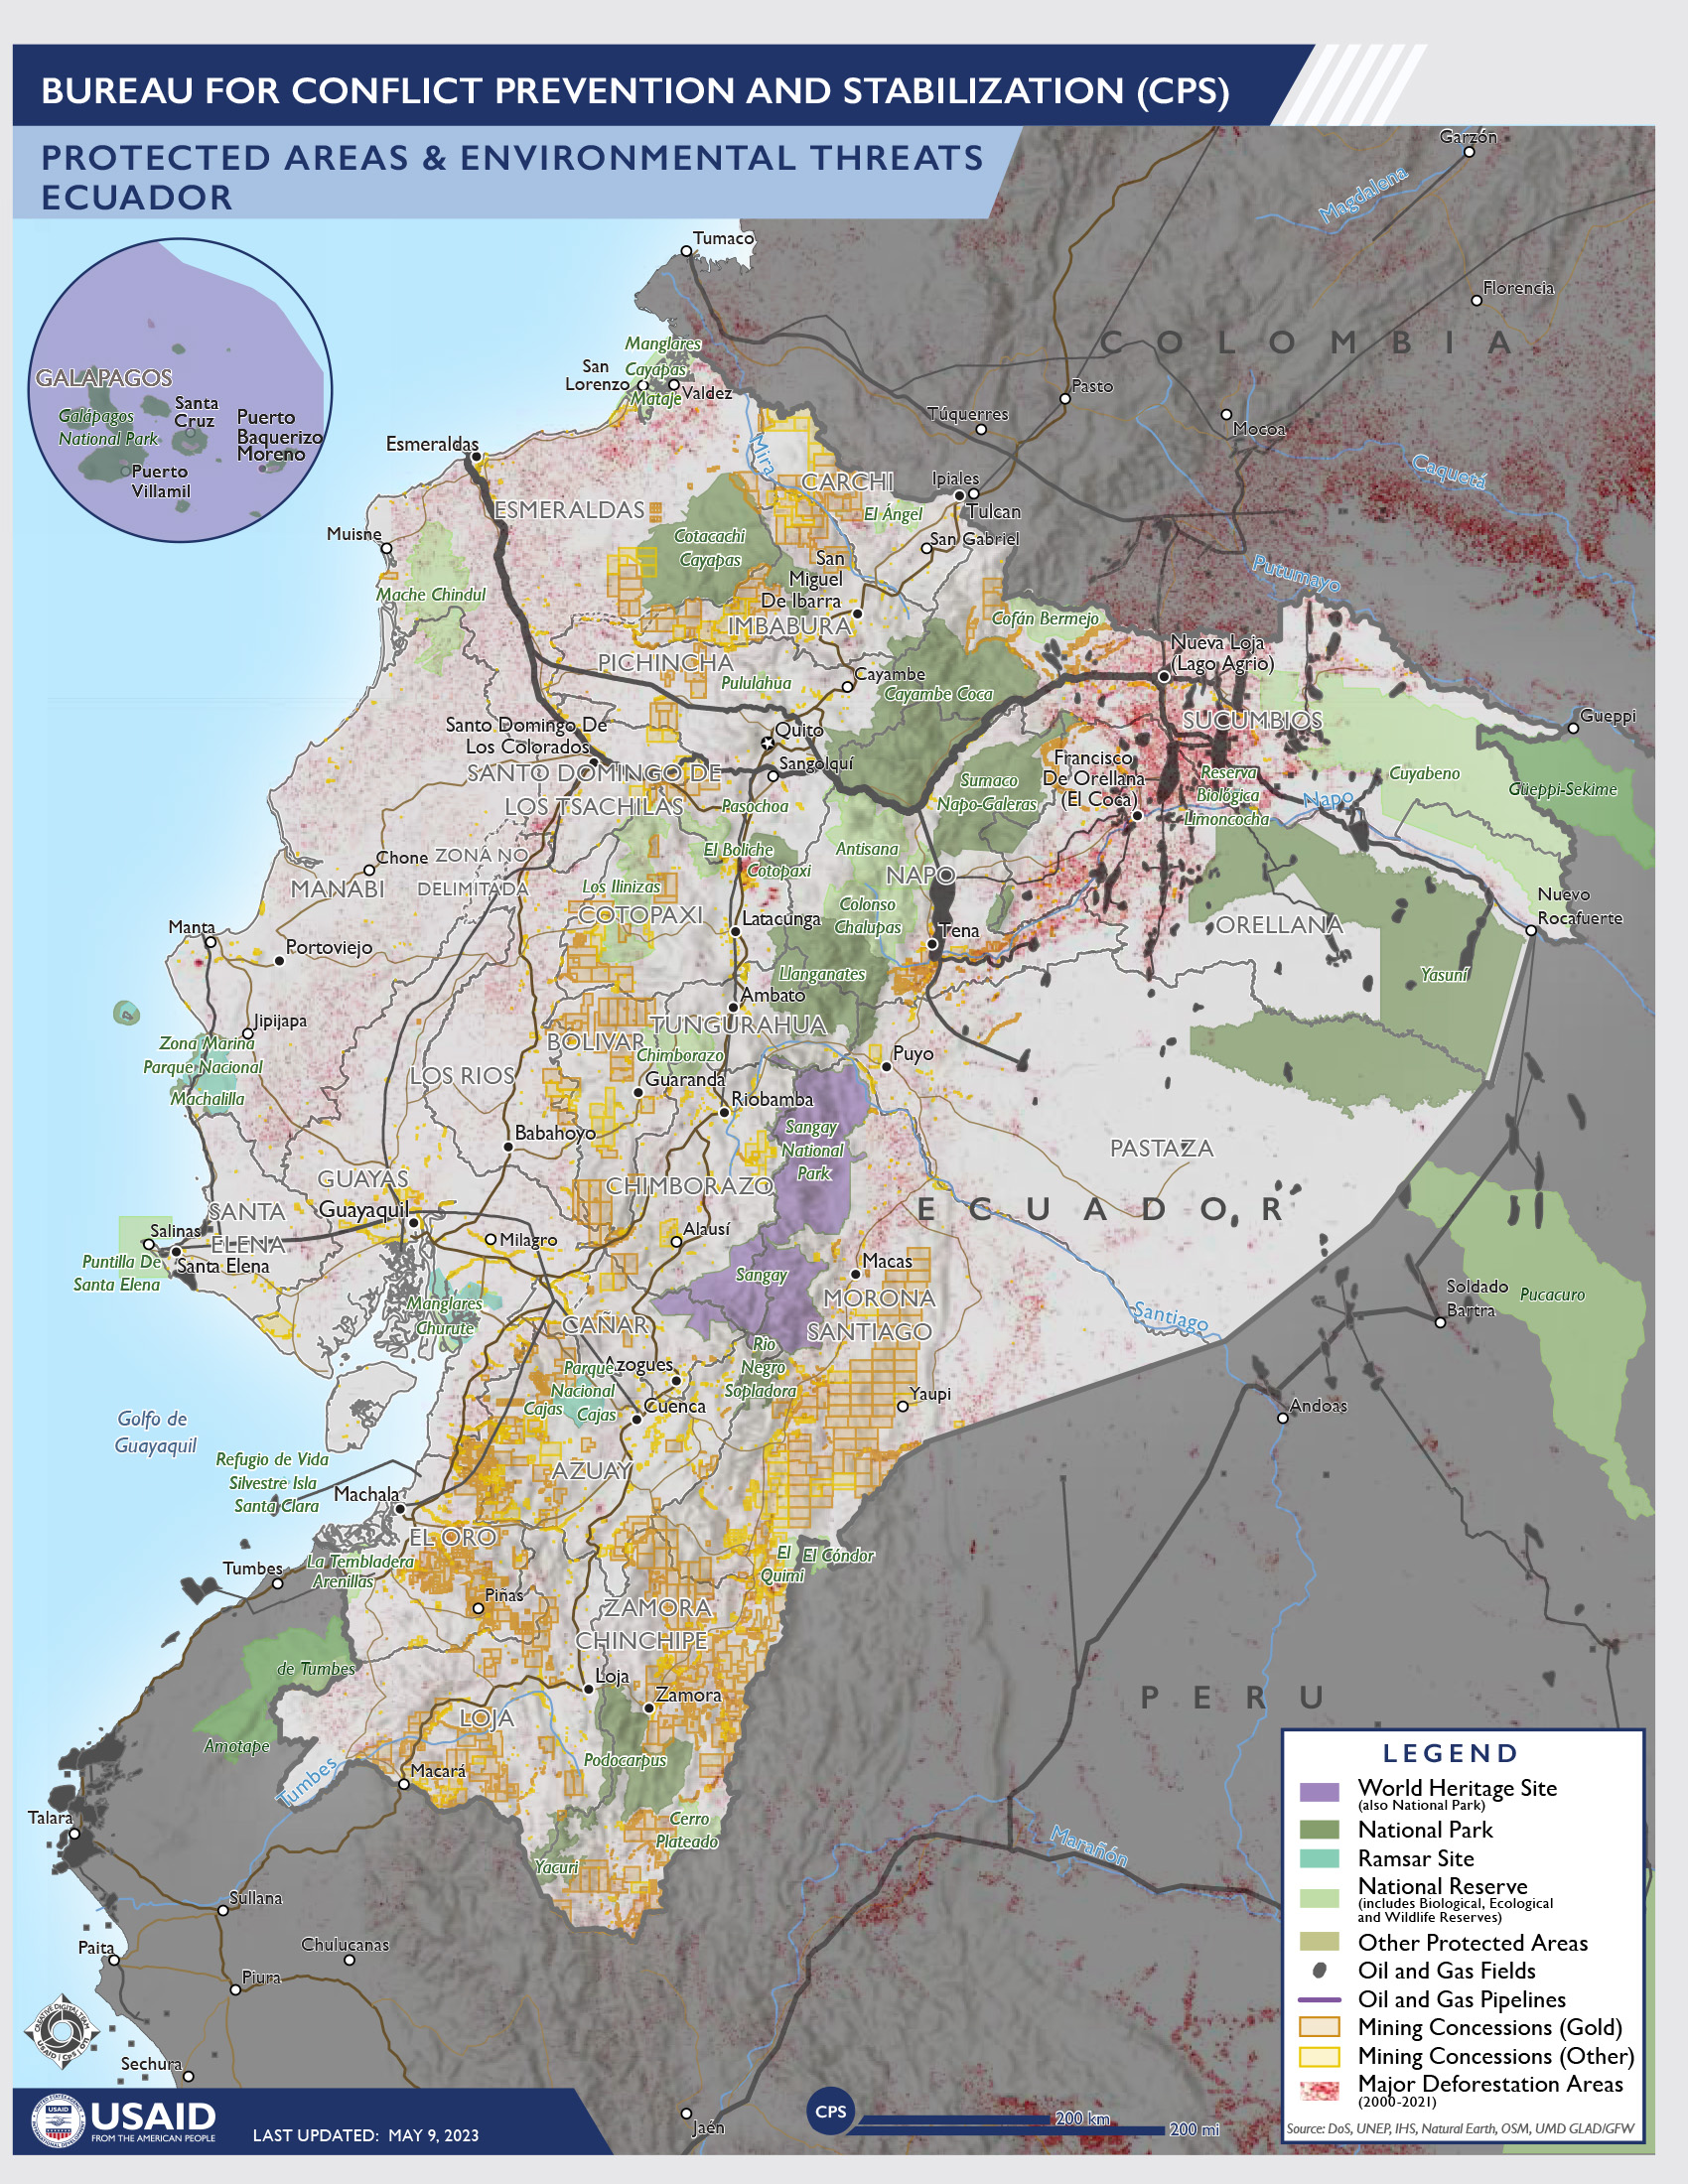 BUREAU FOR CONFLICT PREVENTION AND STABILIZATION (CPS)
PROTECTED AREAS & ENVIRONMENTAL THREATS
ECUADOR
Garzón
Magdalena
Tumaco
Florencia
COLOMBIA
Manglares
Cayapas
Mataje
San
Lorenzo
Valdez
Pasto
Túquerres
Mocoa
Caquetá
GALAPAGOS
Galápagos
National Park
Santa
Cruz
Puerto
Baquerizo
Moreno
Puerto
Villamil
Esmeraldas
Mira
CARCHI
Ipiales
Tulcan
El Ángel
ESMERALDAS
Cotacachi
Cayapas
San Gabriel
Muisne
San
Miguel
De Ibarra
Putumayo
Mache Chindul
IMBABURA
Cofán Bermejo
Nueva Loja
(Lago Agrio)
PICHINCHA
Pululahua
Cayambe
Cayambe Coca
SUCUMBIOS
Gueppi
Santo Domingo De
Los Colorados
Quito
Sangolquí
SANTO DOMINGO DE
LOS TSACHILAS
Pasochoa
Francisco
De Orellana
(El Coca)
Sumaco
Napo-Galeras
Reserva
Biológica
Limoncocha
Cuyabeno
Güeppi-Sekime
Napo
Chone
ZONA NO
DELIMITADA
MANABI
El Boliche
Cotopaxi
Antisana
NAPO
Los Ilinizas
COTOPAXI
Colonso
Chalupas
Latacunga
Tena
ORELLANA
Nuevo
Rocafuerte
Manta
Portoviejo
Llanganates
Yasuní
Ambato
Jipijapa
TUNGURAHUA
BOLIVAR
Chimborazo
Zona Marina
Parque Nacional
Machalilla
LOS RIOS
Guaranda
Puyo
Riobamba
Babahoyo
Sangay
National
Park
PASTAZA
GUAYAS
CHIMBORAZO
ECUADOR
SANTA
ELENA
Guayaquil
Salinas
Santa Elena
Milagro
Alausí
Puntilla De
Santa Elena
Macas
Sangay
MORONA
SANTIAGO
Santiago
Soldado
Bartra
Pucacuro
Manglares
Churute
CAÑAR
Rio
Negro
Sopladora
Parque
Nacional
Cajas
Cajas
Azogues
Cuenca
Yaupi
Andoas
Golfo de
Guayaquil
Refugio de Vida
Silvestre Isla
Santa Clara
AZUAY
Machala
EL ORO
El
Quimi
El Cóndor
Tumbes
La Tembladera
Arenillas
Piñas
ZAMORA
CHINCHIPE
de Tumbes
Loja
Zamora
PERU
LOJA
Amotape
Tumbes
Macará
Podocarpus
Cerro
Plateado
Talara
Marañón
Yacuri
Sullana
Paita
Chulucanas
Piura
Sechura
Jaén
LEGEND
World Heritage Site
(also National Park)
National Park
Ramsar Site
National Reserve
(includes Biological, Ecological
and Wildlife Reserves)
Other Protected Areas
Oil and Gas Fields
Oil and Gas Pipelines
Mining Concessions (Gold)
Mining Concessions (Other)
Major Deforestation Areas
(2000-2021)
Source: DoS, UNEP, IHS, Natural Earth, OSM, UMD GLAD/GFW
USAID
FROM THE AMERICAN PEOPLE
LAST UPDATED: MAY 9, 2023
CPS
200 km
200 mi